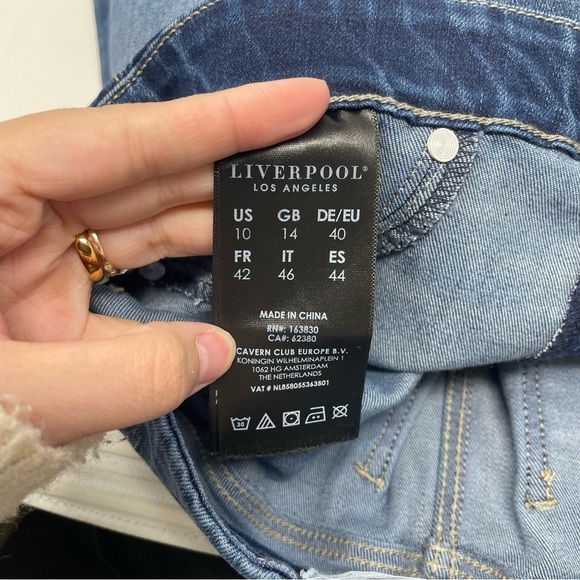 LIVERPOOL®
LOS ANGELES
US GB DE/EU
10 14 40
FR IT ES
42 46 44
MADE IN CHINA
RN#: 163830
CA#: 62380
CAVERN CLUB EUROPE B.V.
KONINGIN WILHELMINAPLEIN 1
1062 HG AMSTERDAM
THE NETHERLANDS
VAT # NL858055363B01
30